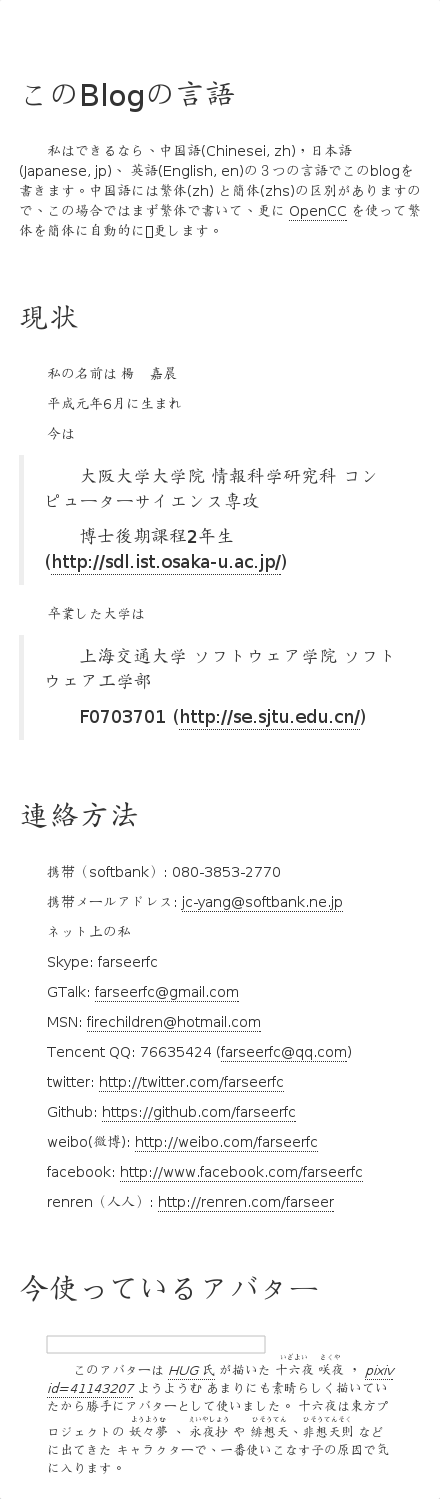 このBlogの言語
私はできるなら、中国語(Chinesei, zh)，日本語
(Japanese, jp)、 英語(English, en)の３つの言語でこのblogを
書きます。中国語には繁体(zh) と簡体(zhs)の区別がありますの
で、この場合ではまず繁体で書いて、更に OpenCC を使って繁
体を簡体に自動的に更します。
現状
私の名前は 楊　嘉晨
平成元年6月に生まれ
今は
大阪大学大学院 情報科学研究科 コン
ピューターサイエンス専攻
博士後期課程2年生
(http://sdl.ist.osaka-u.ac.jp/)
卒業した大学は
上海交通大学 ソフトウェア学院 ソフト
ウェア工学部
F0703701 (http://se.sjtu.edu.cn/)
連絡方法
携帯（softbank）: 080-3853-2770
携帯メールアドレス: jc-yang@softbank.ne.jp
ネット上の私
Skype: farseerfc
GTalk: farseerfc@gmail.com
MSN: firechildren@hotmail.com
Tencent QQ: 76635424 (farseerfc@qq.com)
twitter: http://twitter.com/farseerfc
Github: https://github.com/farseerfc
weibo(微博): http://weibo.com/farseerfc
facebook: http://www.facebook.com/farseerfc
renren（人人）: http://renren.com/farseer
今使っているアバター
いざよい さくや
このアバターは HUG 氏 が描いた 十六夜 咲夜 ， pixiv
id=41143207 ようようむ あまりにも素晴らしく描いてい
たから勝手にアバターとして使いました。 十六夜は東方プ
ようようむ えいやしょう ひそうてん ひそうてんそく
ロジェクトの 妖々夢 、 永夜抄 や 緋想天、非想天則 など
に出てきた キャラクターで、一番使いこなす子の原因で気
に入ります。